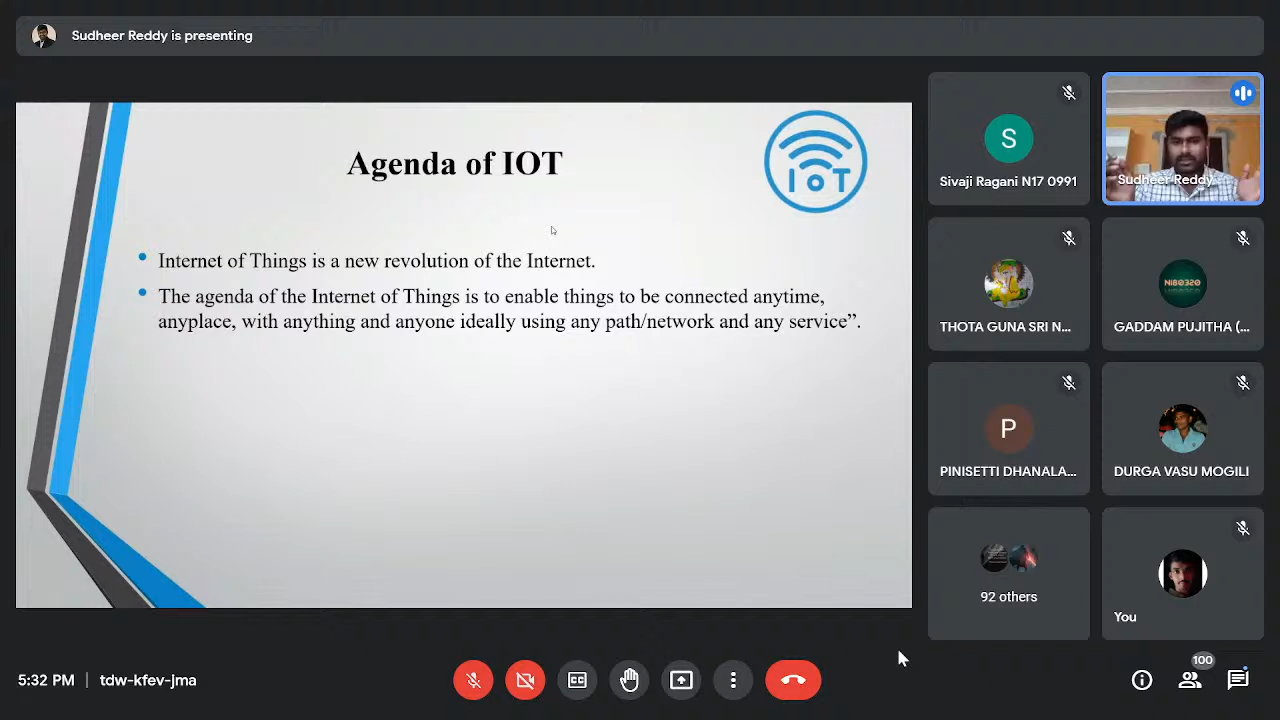 Sudheer Reddy is presenting
Agenda of IOT
IoT
Internet of Things is a new revolution of the Internet.
The agenda of the Internet of Things is to enable things to be connected anytime,
anyplace, with anything and anyone ideally using any path/network and any service”.
S
Sivaji Ragani N17 0991
Sudheer Reddy
THOTA GUNA SRI N...
N180320
GADDAM PUJITHA (...
P
PINISETTI DHANALA...
DURGA VASU MOGILI
92 others
You
5:32 PM | tdw-kfev-jma
CC
100